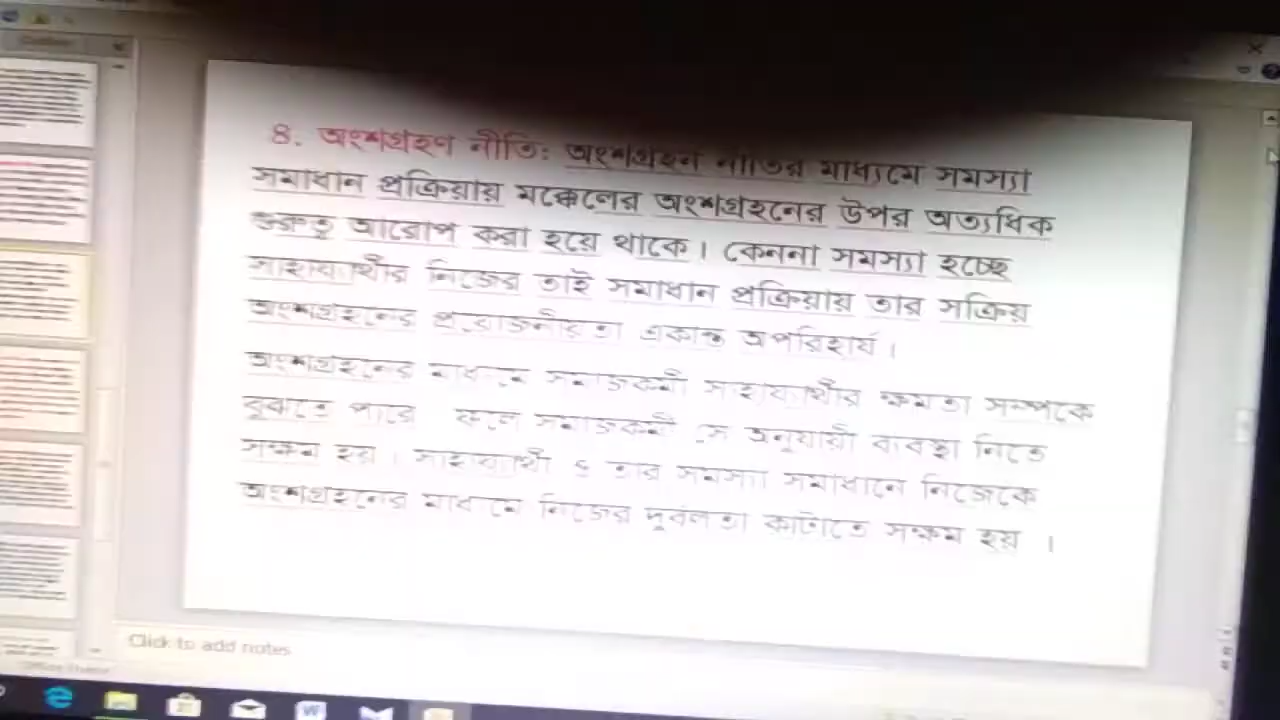 ৪. অংশগ্রহণ নীতি: অংশগ্রহন নীতির মাধ্যমে সমস্যা
সমাধান প্রক্রিয়ায় মক্কেলের অংশগ্রহনের উপর অত্যধিক
গুরুত্ব আরোপ করা হয়ে থাকে। কেননা সমস্যা হচ্ছে
সাহায্যার্থীর নিজের তাই সমাধান প্রক্রিয়ায় তার সক্রিয়
অংশগ্রহনের প্রয়োজনীয়তা একান্ত অপরিহার্য।
অংশগ্রহনের মাধ্যমে সমাজকর্মী সাহায্যার্থীর ক্ষমতা সম্পর্কে
বুঝতে পারে ফলে সমাজকর্মী সে অনুযায়ী ব্যবস্থা নিতে
সক্ষম হয়। সাহায্যার্থী ও তার সমস্যা সমাধানে নিজেকে
অংশগ্রহনের মাধ্যমে নিজের দুর্বলতা কাটাতে সক্ষম হয় ।
Click to add notes